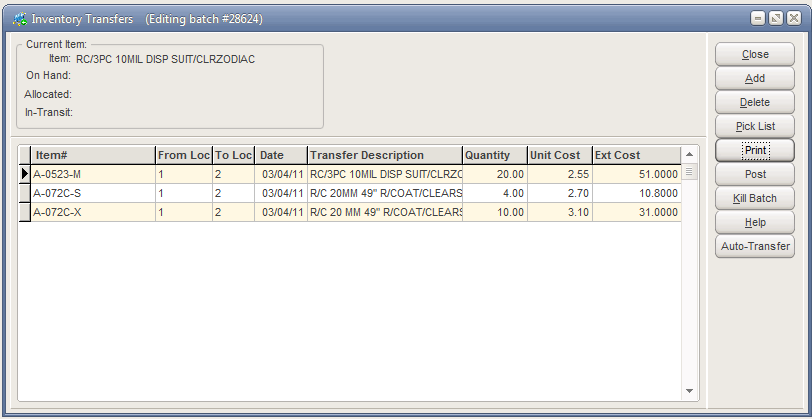 Inventory Transfers (Editing batch #28624)
Current Item:
Item: RC/3PC 10MIL DISP SUIT/CLRZODIAC
On Hand:
Allocated:
In-Transit:
Close
Add
Delete
Pick List
Print
Post
Kill Batch
Help
Auto-Transfer
Item# From Loc To Loc Date Transfer Description Quantity Unit Cost Ext Cost
A-0523-M 1 2 03/04/11 RC/3PC 10MIL DISP SUIT/CLRZO 20.00 2.55 51.0000
A-072C-S 1 2 03/04/11 R/C 20MM 49" R/COAT/CLEARS 4.00 2.70 10.8000
A-072C-X 1 2 03/04/11 R/C 20 MM 49" R/COAT/CLEARS 10.00 3.10 31.0000